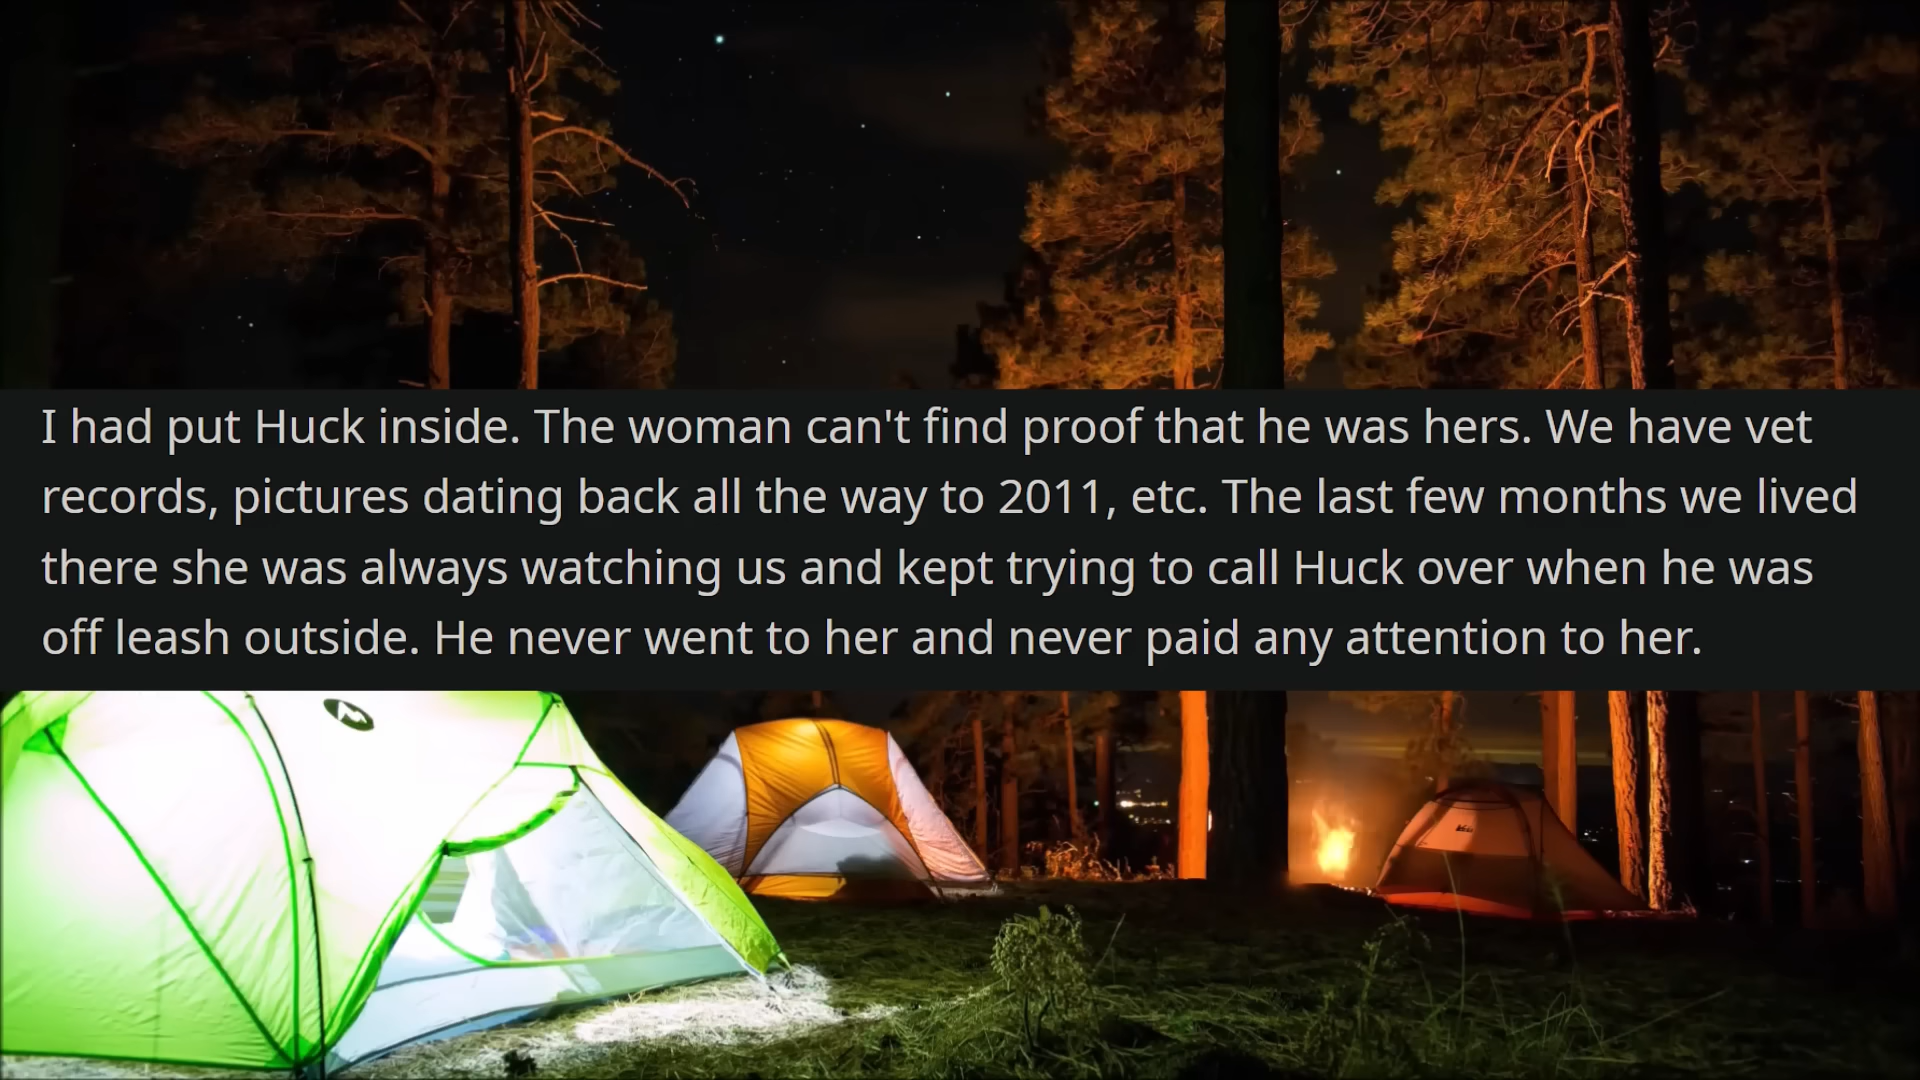 I had put Huck inside. The woman can't find proof that he was hers. We have vet
records, pictures dating back all the way to 2011, etc. The last few months we lived
there she was always watching us and kept trying to call Huck over when he was
off leash outside. He never went to her and never paid any attention to her.